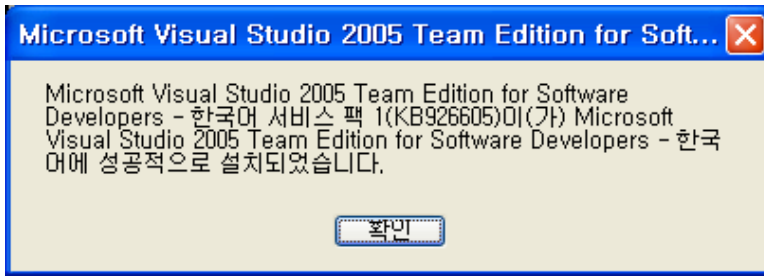 Microsoft Visual Studio 2005 Team Edition for Soft...
Microsoft Visual Studio 2005 Team Edition for Software
Developers - 한국어 서비스 팩 1(KB926605)이(가) Microsoft
Visual Studio 2005 Team Edition for Software Developers - 한국
어에 성공적으로 설치되었습니다.
확인